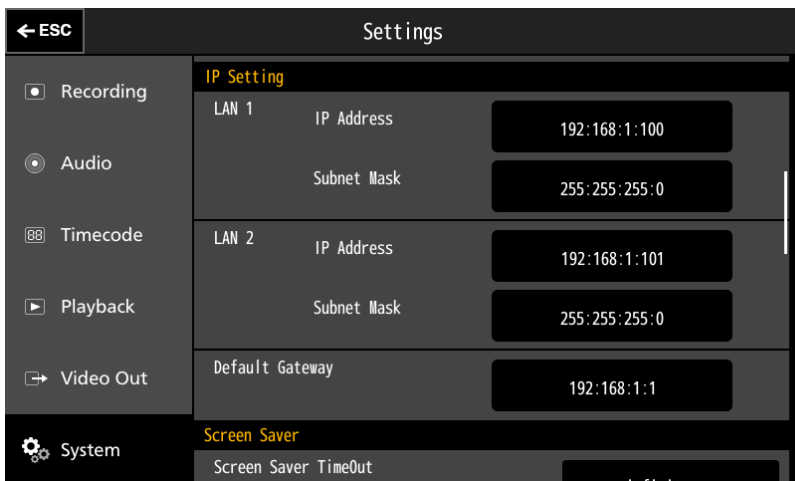 ESC
Settings
Recording
Audio
Timecode
Playback
Video Out
System
IP Setting
LAN 1
IP Address
192:168:1:100
Subnet Mask
255:255:255:0
LAN 2
IP Address
192:168:1:101
Subnet Mask
255:255:255:0
Default Gateway
192:168:1:1
Screen Saver
Screen Saver TimeOut